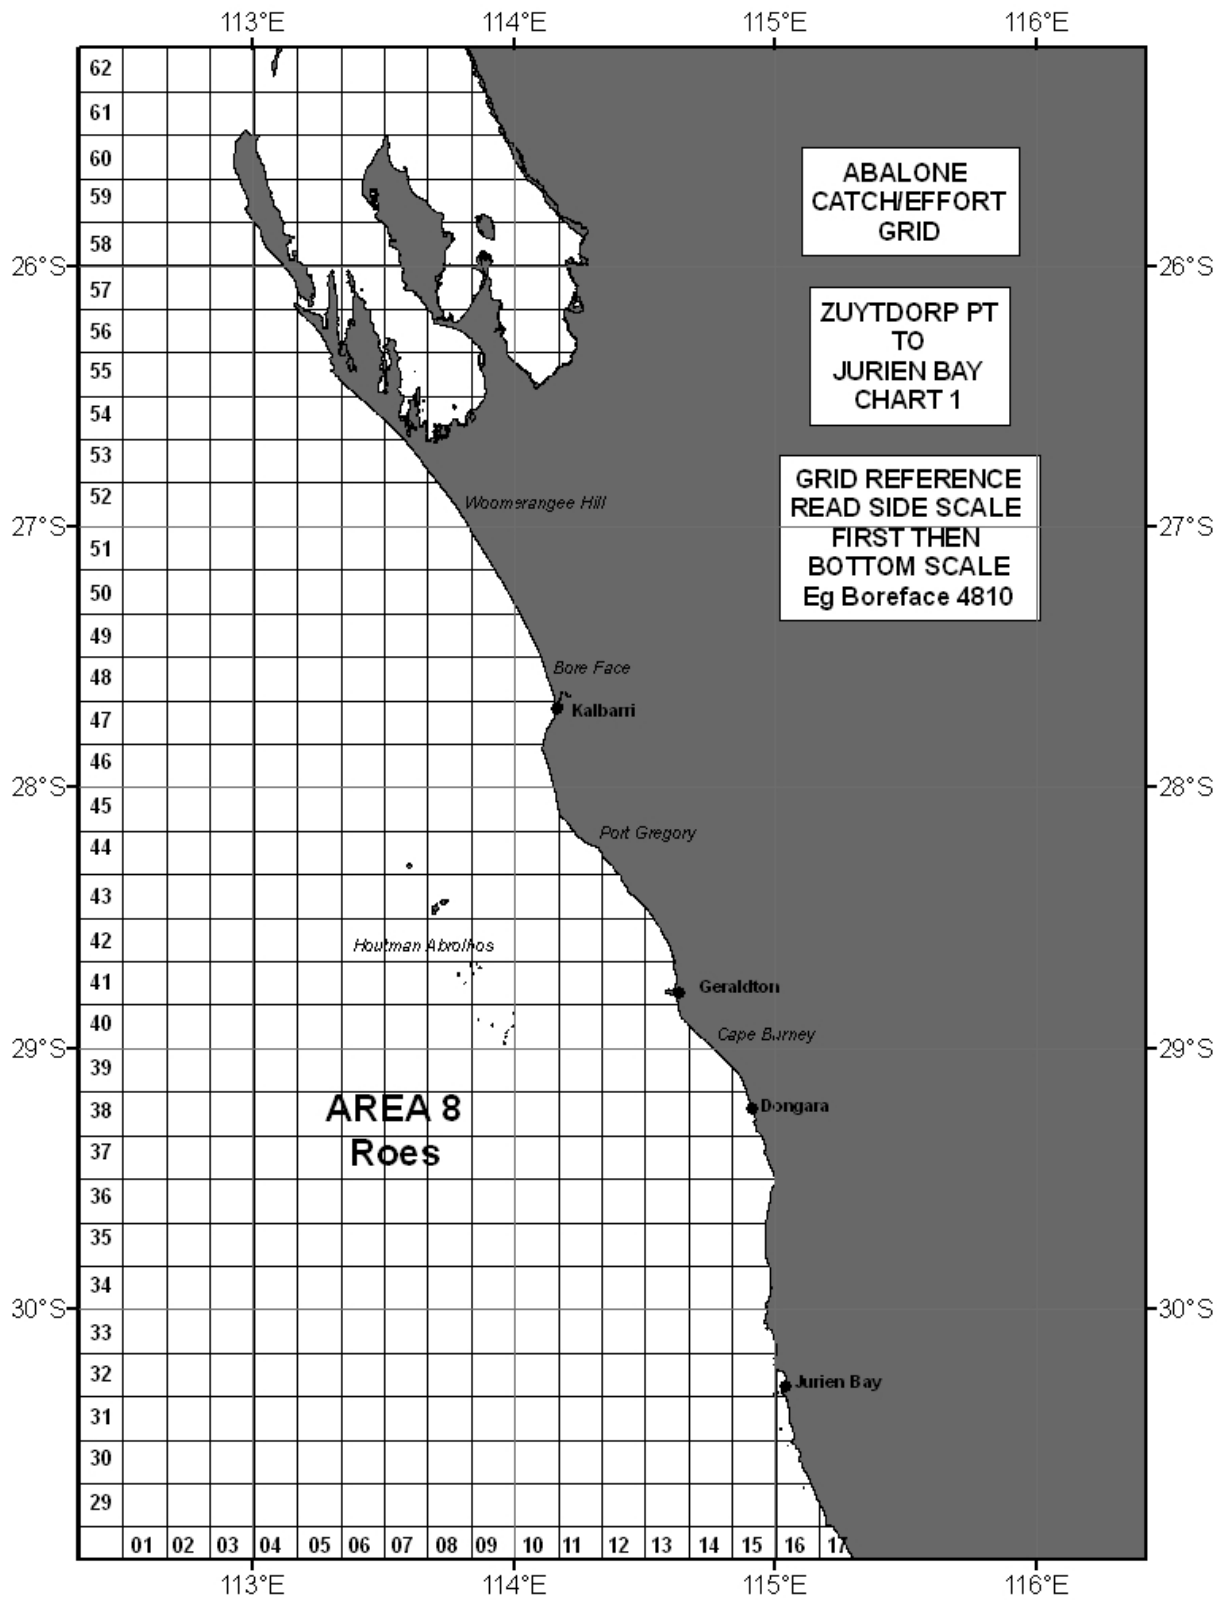 113°E 114°E 115°E 116°E
62
61
60
59
58
26°S 26°S
57
56
55
54
53
52
27°S 27°S
51
50
49
48
47
46
28°S 28°S
45
44
43
42
41
40
29°S 29°S
39
38
37
36
35
34
30°S 30°S
33
32
31
30
29
ABALONE
CATCH/EFFORT
GRID
ZUYTDORP PT
TO
JURIEN BAY
CHART 1
GRID REFERENCE
READ SIDE SCALE
FIRST THEN
BOTTOM SCALE
Eg Boreface 4810
Woomerangee Hill
Bore Face
Kalbarri
Port Gregory
Houtman Abrolhos
Geraldton
Cape Burney
AREA 8
Roes
Dongara
Jurien Bay
01 02 03 04 05 06 07 08 09 10 11 12 13 14 15 16 17
113°E 114°E 115°E 116°E